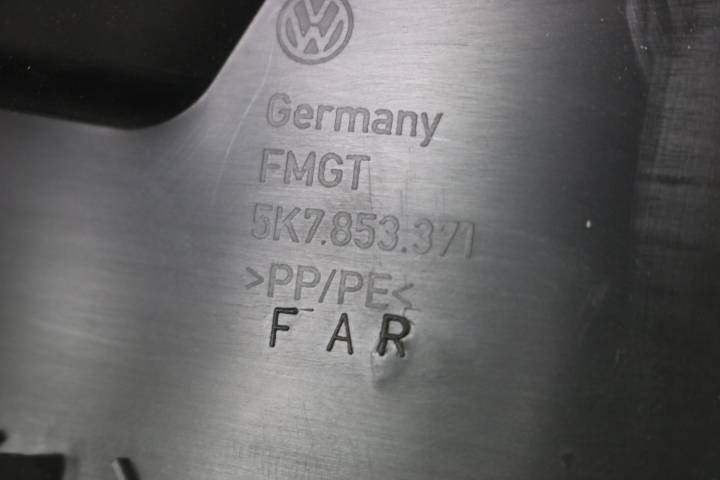 Germany
FMGT
5K7.853.371
>PP/PE<
F A R